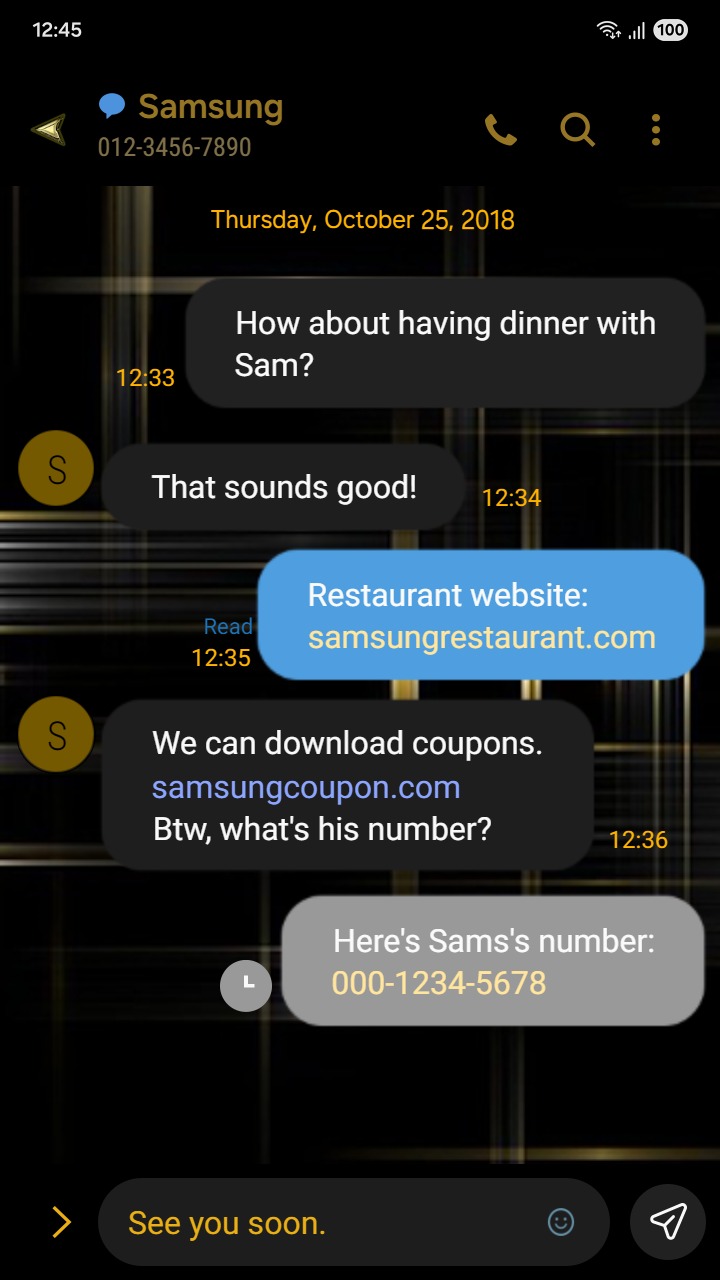 12:45
100
Samsung
012-3456-7890
Thursday, October 25, 2018
How about having dinner with
Sam?
12:33
S
That sounds good!
12:34
Restaurant website:
samsungrestaurant.com
Read
12:35
S
We can download coupons.
samsungcoupon.com
Btw, what's his number?
12:36
Here's Sams's number:
000-1234-5678
See you soon.